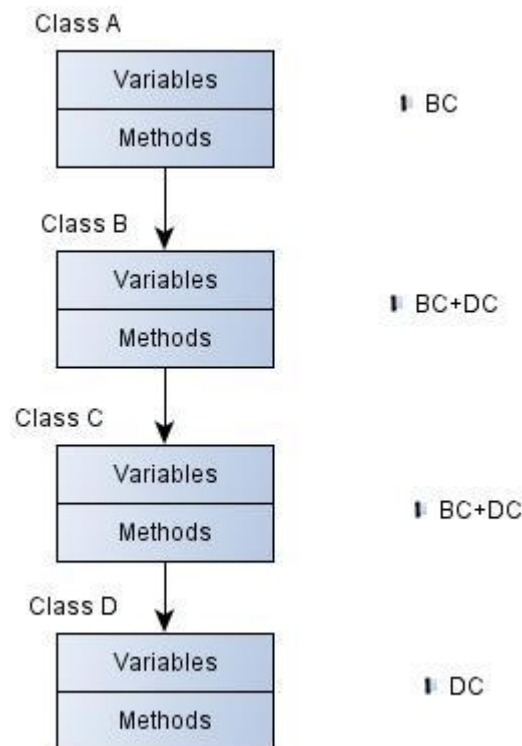 Class A
Variables
Methods
BC
Class B
Variables
Methods
BC+DC
Class C
Variables
Methods
BC+DC
Class D
Variables
Methods
DC